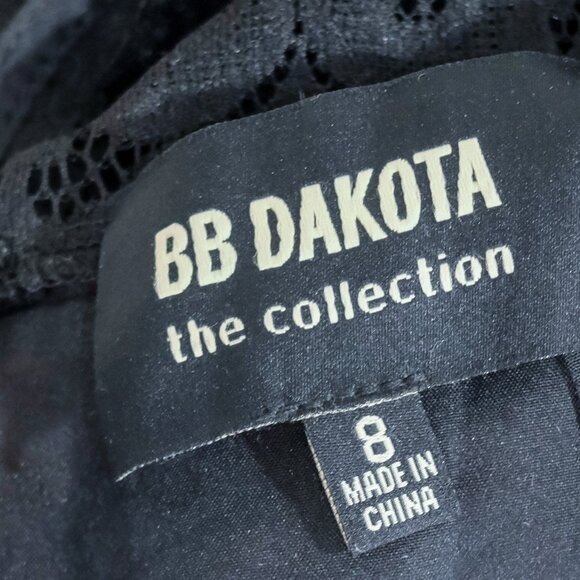 BB DAKOTA
the collection
8
MADE IN
CHINA